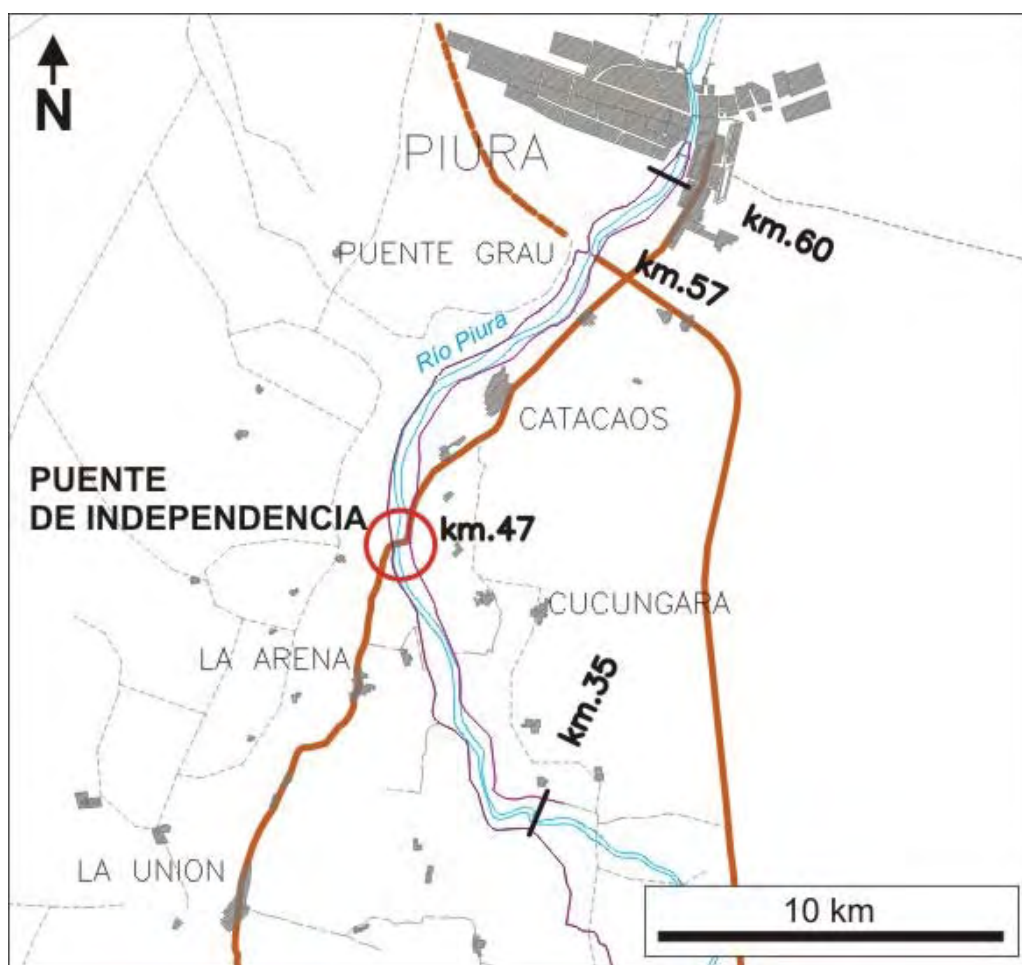 N
PIURA
km.60
PUENTE GRAU
km.57
Río Piura
CATACAOS
PUENTE
DE INDEPENDENCIA
km.47
CUCUNGARA
LA ARENA
km.35
LA UNION
10 km